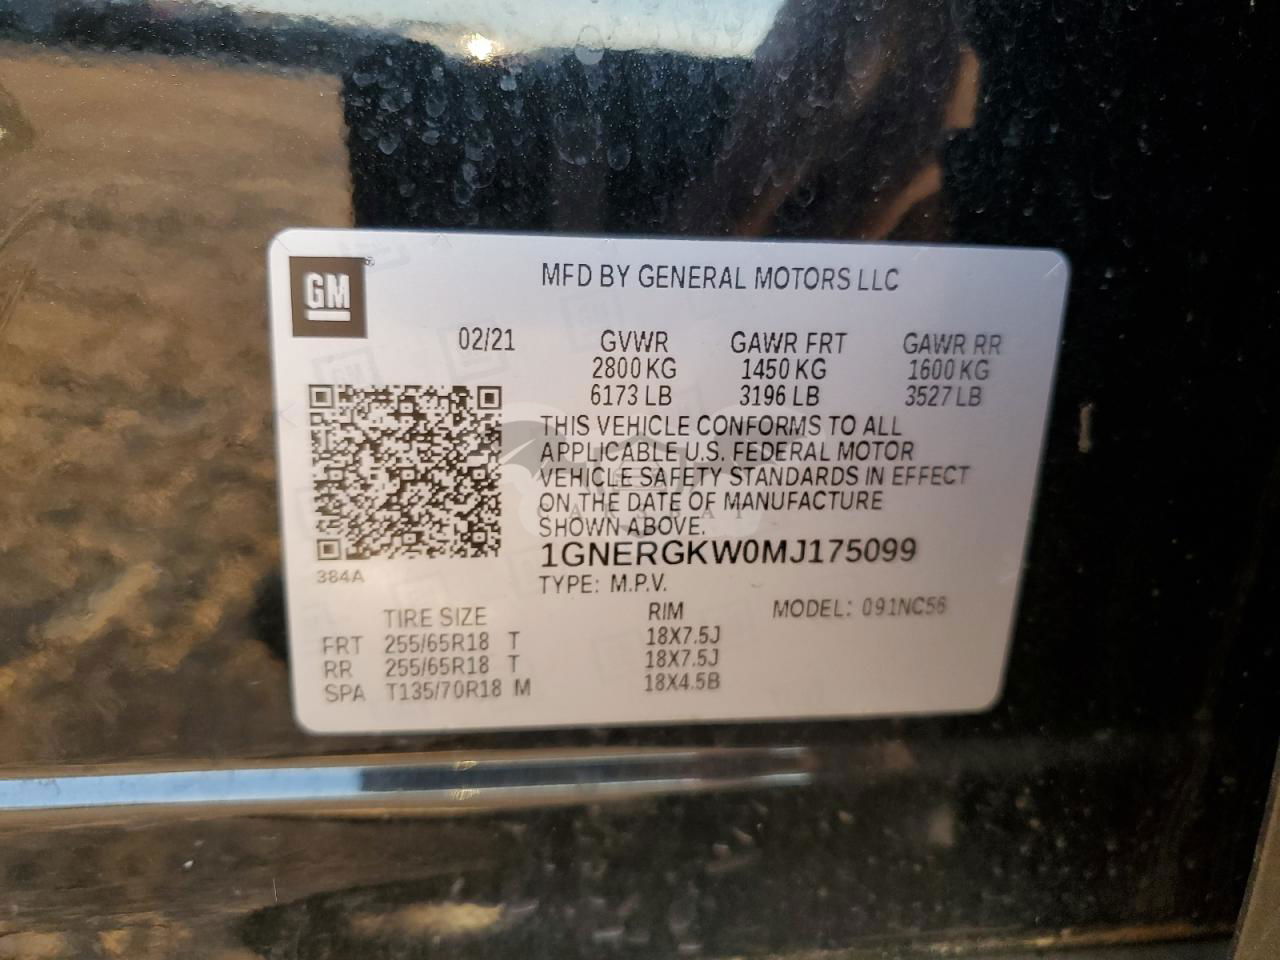 GM
MFD BY GENERAL MOTORS LLC
02/21 GVWR GAWR FRT GAWR RR
2800 KG 1450 KG 1600 KG
6173 LB 3196 LB 3527 LB
THIS VEHICLE CONFORMS TO ALL
APPLICABLE U.S. FEDERAL MOTOR
VEHICLE SAFETY STANDARDS IN EFFECT
ON THE DATE OF MANUFACTURE
SHOWN ABOVE.
1GNERGKW0MJ175099
384A
TYPE: M.P.V.
TIRE SIZE RIM MODEL: 091NC56
FRT 255/65R18 T 18X7.5J
RR 255/65R18 T 18X7.5J
SPA T135/70R18 M 18X4.5B